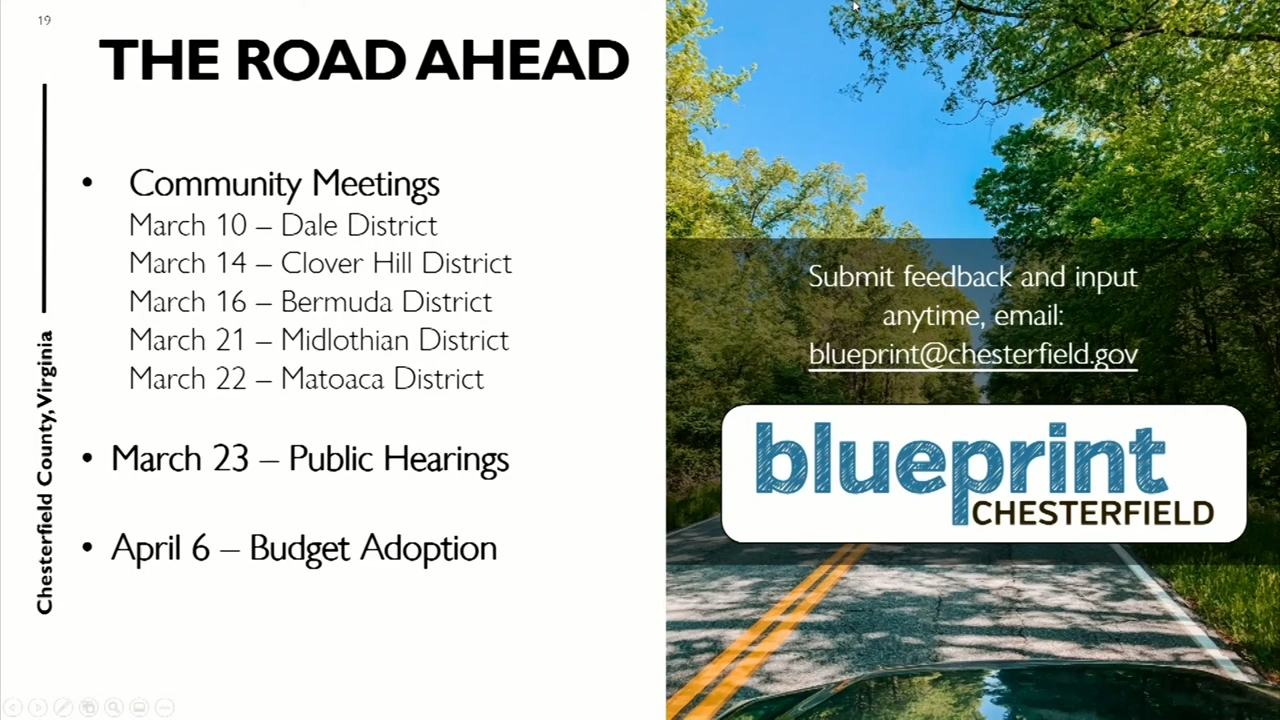 19
THE ROAD AHEAD
Chesterfield County, Virginia
• Community Meetings
March 10 – Dale District
March 14 – Clover Hill District
March 16 – Bermuda District
March 21 – Midlothian District
March 22 – Matoaca District
• March 23 – Public Hearings
• April 6 – Budget Adoption
Submit feedback and input
anytime, email:
blueprint@chesterfield.gov
blueprint
CHESTERFIELD